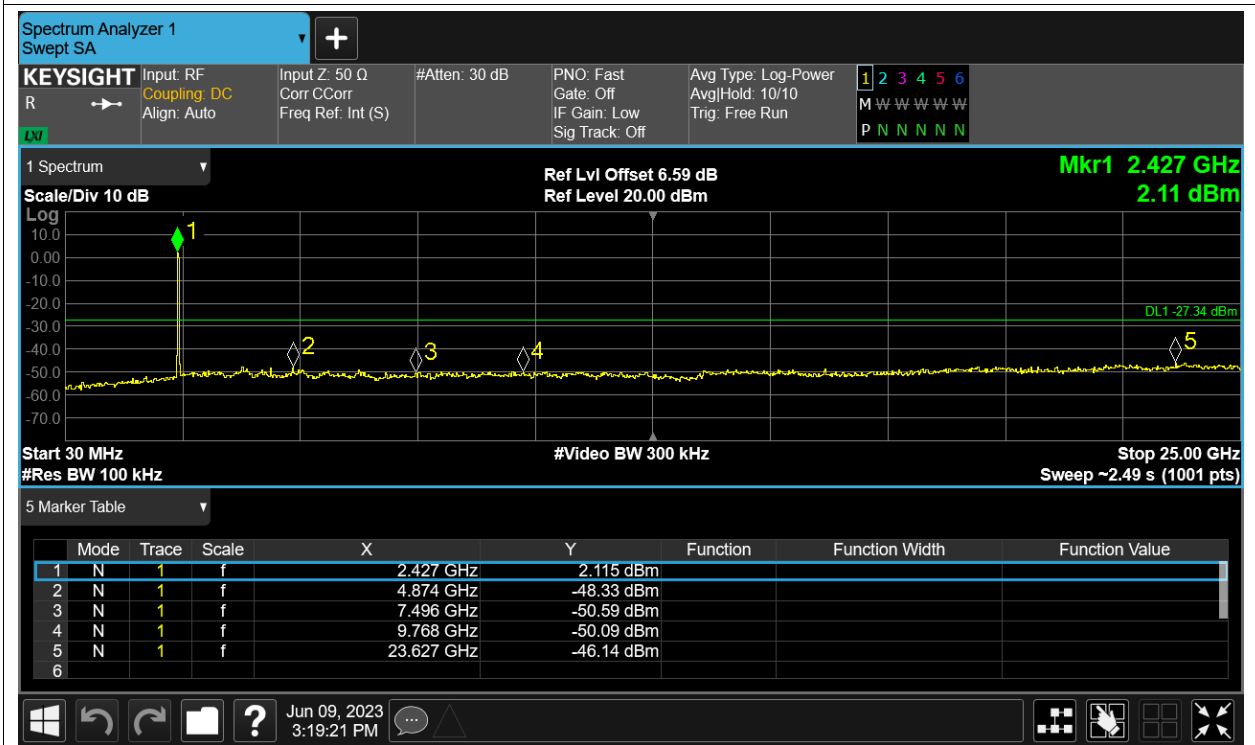 Spectrum Analyzer 1
Swept SA
+
KEYSIGHT Input: RF Input Z: 50 Ω #Atten: 30 dB PNO: Fast Avg Type: Log-Power 1 2 3 4 5 6
R Coupling: DC Corr CCorr Gate: Off Avg|Hold: 10/10 M W W W W W
Align: Auto Freq Ref: Int (S) IF Gain: Low Trig: Free Run
LXI Sig Track: Off P N N N N N
1 Spectrum Ref Lvl Offset 6.59 dB Mkr1 2.427 GHz
Scale/Div 10 dB Ref Level 20.00 dBm 2.11 dBm
Log
10.0 1
0.00
-10.0
-20.0
DL1 -27.34 dBm
-30.0
-40.0 2 3 4 5
-50.0
-60.0
-70.0
Start 30 MHz #Video BW 300 kHz Stop 25.00 GHz
#Res BW 100 kHz Sweep ~2.49 s (1001 pts)
5 Marker Table
Mode Trace Scale X Y Function Function Width Function Value
1 N 1 f 2.427 GHz 2.115 dBm
2 N 1 f 4.874 GHz -48.33 dBm
3 N 1 f 7.496 GHz -50.59 dBm
4 N 1 f 9.768 GHz -50.09 dBm
5 N 1 f 23.627 GHz -46.14 dBm
6
? Jun 09, 2023
3:19:21 PM